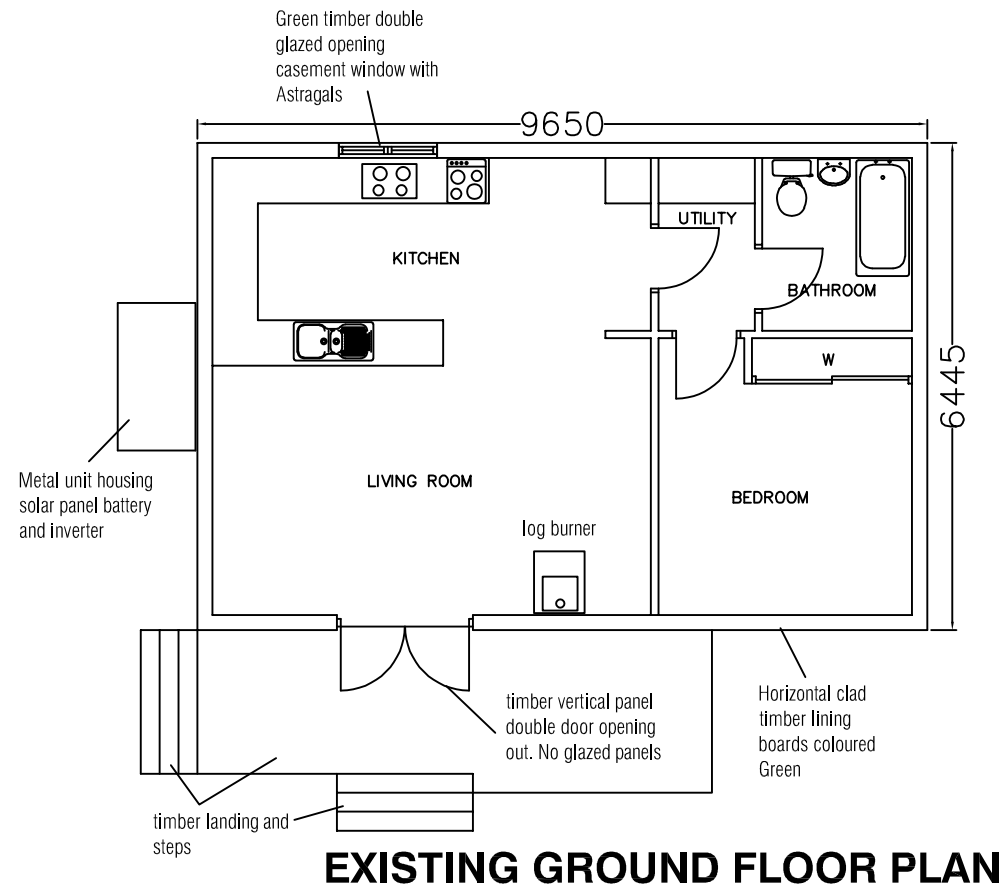 Green timber double
glazed opening
casement window with
Astragals
9650
UTILITY
KITCHEN
BATHROOM
W
6445
Metal unit housing
solar panel battery
and inverter
LIVING ROOM
BEDROOM
log burner
timber vertical panel
double door opening
out. No glazed panels
Horizontal clad
timber lining
boards coloured
Green
timber landing and
steps
EXISTING GROUND FLOOR PLAN